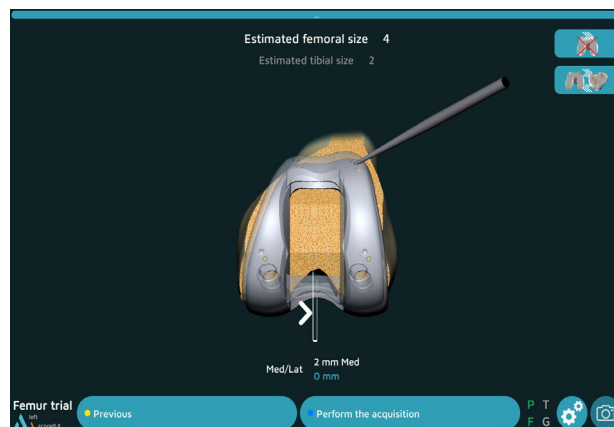 Estimated femoral size 4
Estimated tibial size 2
Med/Lat
2 mm Med
0 mm
Femur trial
left
Previous
Perform the acquisition
P T
F G